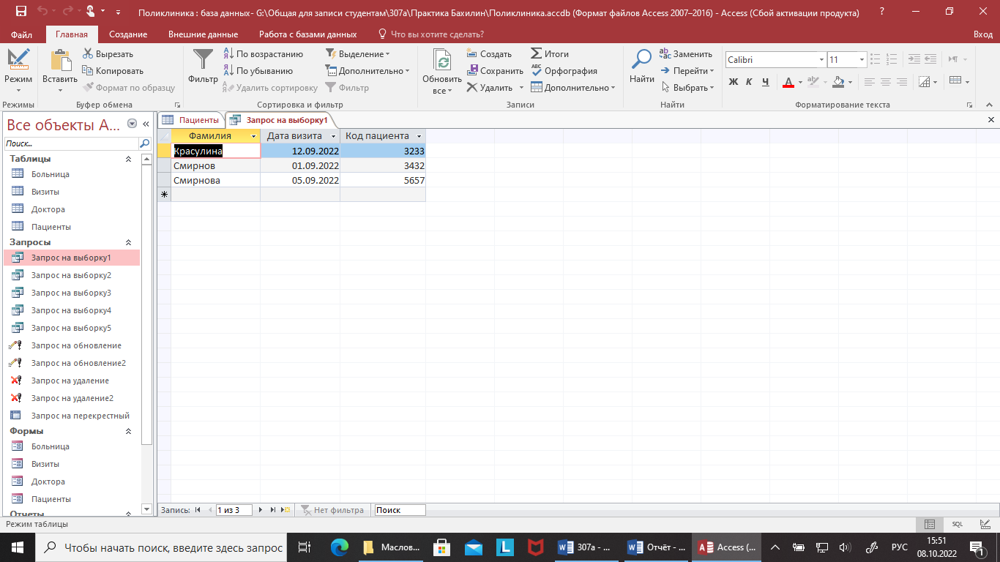 Поликлиника : база данных- G:\Общая для записи студентам\307а\Практика Бахилин\Поликлиника.accdb (Формат файлов Access 2007–2016) - Access (Сбой активации продукта)
?
Файл Главная Создание Внешние данные Работа с базами данных Что вы хотите сделать? Вход
Режим
Режимы
Вставить
Вырезать
Копировать
Формат по образцу
Буфер обмена
Фильтр
По возрастанию
По убыванию
Удалить сортировку
Выделение
Дополнительно
Фильтр
Сортировка и фильтр
Обновить
все
Создать
Сохранить
Удалить
Итоги
Орфография
Дополнительно
Записи
Найти
Заменить
Перейти
Выбрать
Найти
Calibri 11
Ж К Ч
Форматирование текста
Все объекты A...
Поиск...
Таблицы
Больница
Визиты
Доктора
Пациенты
Запросы
Запрос на выборку1
Запрос на выборку2
Запрос на выборку3
Запрос на выборку4
Запрос на выборку5
Запрос на обновление
Запрос на обновление2
Запрос на удаление
Запрос на удаление2
Запрос на перекрестный
Формы
Больница
Визиты
Доктора
Пациенты
Отчеты
Пациенты Запрос на выборку1
Фамилия Дата визита Код пациента
Красулина 12.09.2022 3233
Смирнов 01.09.2022 3432
Смирнова 05.09.2022 5657
Запись: 1 из 3 Нет фильтра Поиск
Режим таблицы SQL
Чтобы начать поиск, введите здесь запрос
Маслов...
307а - ...
Отчёт - ...
Access (...
РУС
15:51
08.10.2022
1